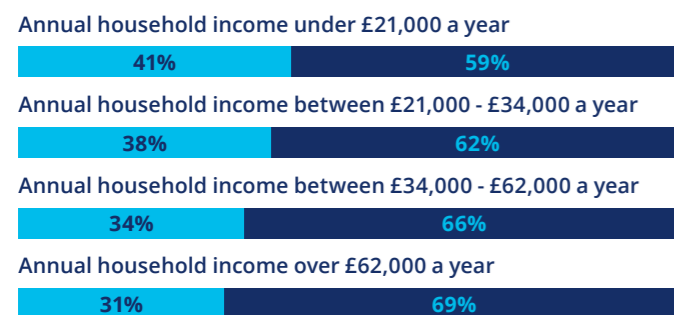 Annual household income under £21,000 a year
41% 59%
Annual household income between £21,000 - £34,000 a year
38% 62%
Annual household income between £34,000 - £62,000 a year
34% 66%
Annual household income over £62,000 a year
31% 69%